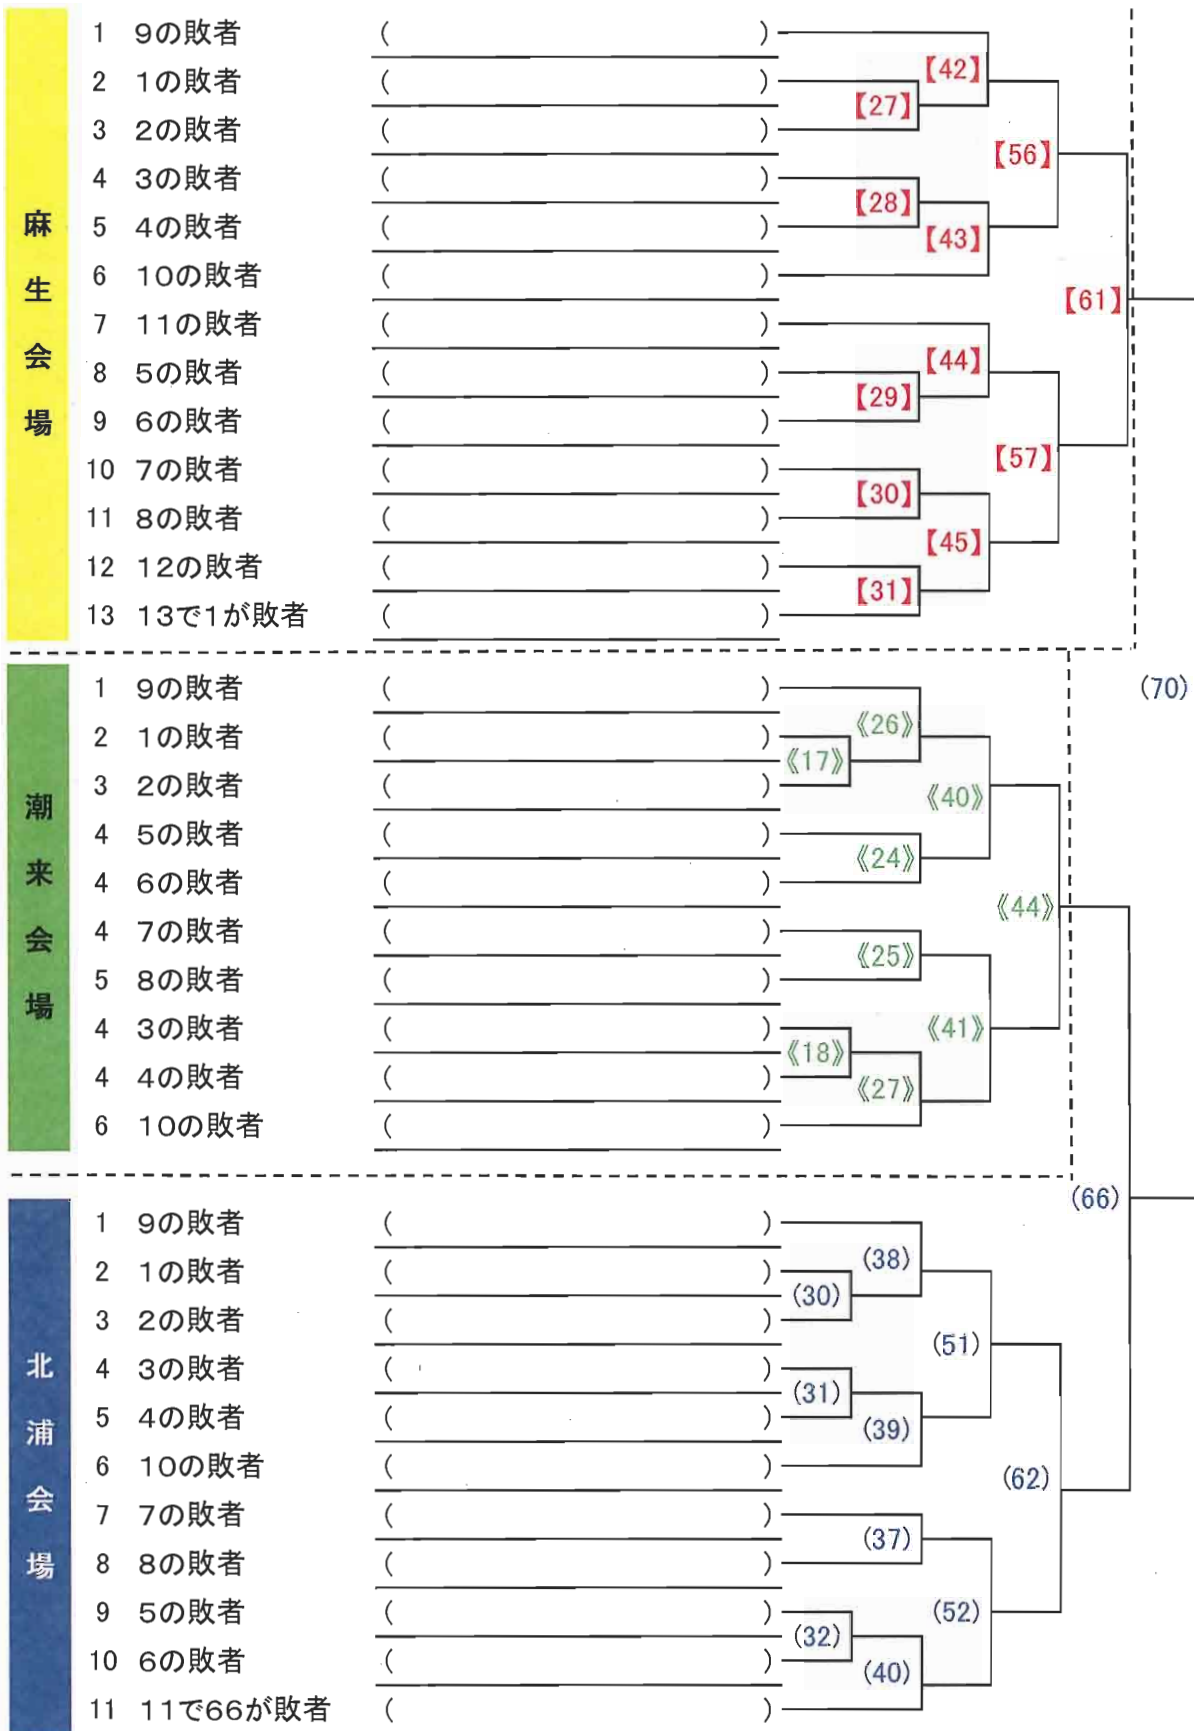 麻生会場
1 9の敗者 ( )
2 1の敗者 ( )
3 2の敗者 ( )
4 3の敗者 ( )
5 4の敗者 ( )
6 10の敗者 ( )
7 11の敗者 ( )
8 5の敗者 ( )
9 6の敗者 ( )
10 7の敗者 ( )
11 8の敗者 ( )
12 12の敗者 ( )
13 13で1が敗者 ( )
【42】
【27】
【56】
【28】
【43】
【61】
【44】
【29】
【57】
【30】
【45】
【31】
(70)
潮来会場
1 9の敗者 ( )
2 1の敗者 ( )
3 2の敗者 ( )
4 5の敗者 ( )
4 6の敗者 ( )
4 7の敗者 ( )
5 8の敗者 ( )
4 3の敗者 ( )
4 4の敗者 ( )
6 10の敗者 ( )
《26》
《17》
《40》
《24》
《44》
《25》
《41》
《18》
《27》
(66)
北浦会場
1 9の敗者 ( )
2 1の敗者 ( )
3 2の敗者 ( )
4 3の敗者 ( )
5 4の敗者 ( )
6 10の敗者 ( )
7 7の敗者 ( )
8 8の敗者 ( )
9 5の敗者 ( )
10 6の敗者 ( )
11 11で66が敗者 ( )
(38)
(30)
(51)
(31)
(39)
(62)
(37)
(52)
(32)
(40)